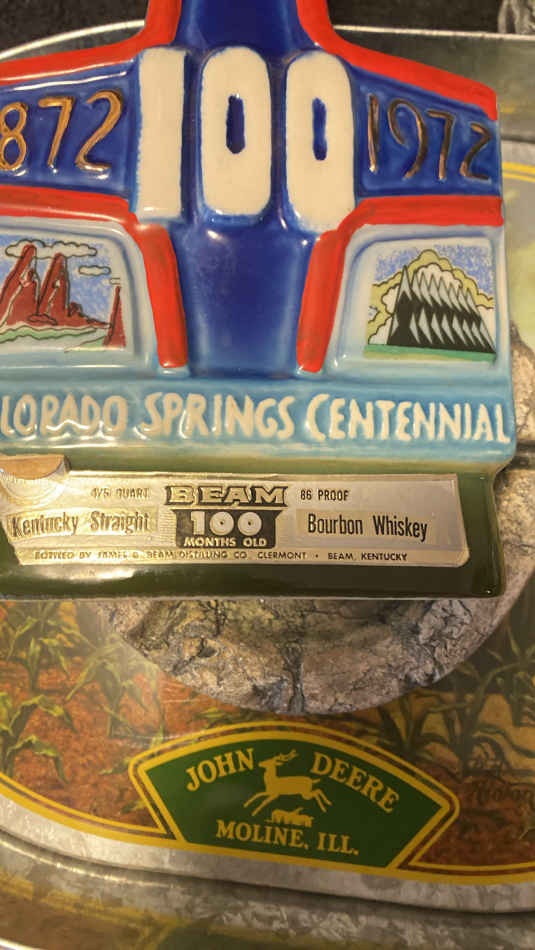 872 100 1972
LOPADO SPRINGS CENTENNIAL
4/5 QUART BEAM 86 PROOF
Kentucky Straight 100 Bourbon Whiskey
MONTHS OLD
BOTTLED BY JAMES B. BEAM DISTILLING CO., CLERMONT • BEAM, KENTUCKY
JOHN DEERE
MOLINE, ILL.